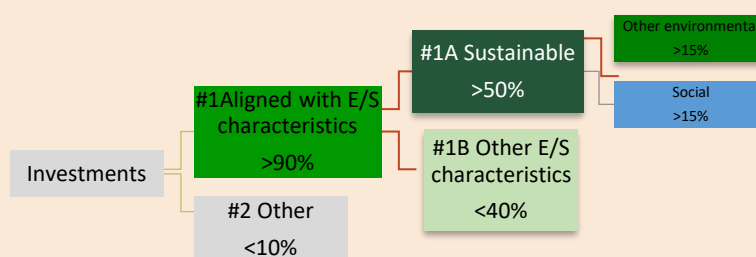 Investments
#1Aligned with E/S
characteristics
>90%
#2 Other
<10%
#1A Sustainable
>50%
#1B Other E/S
characteristics
<40%
Other environmenta
>15%
Social
>15%